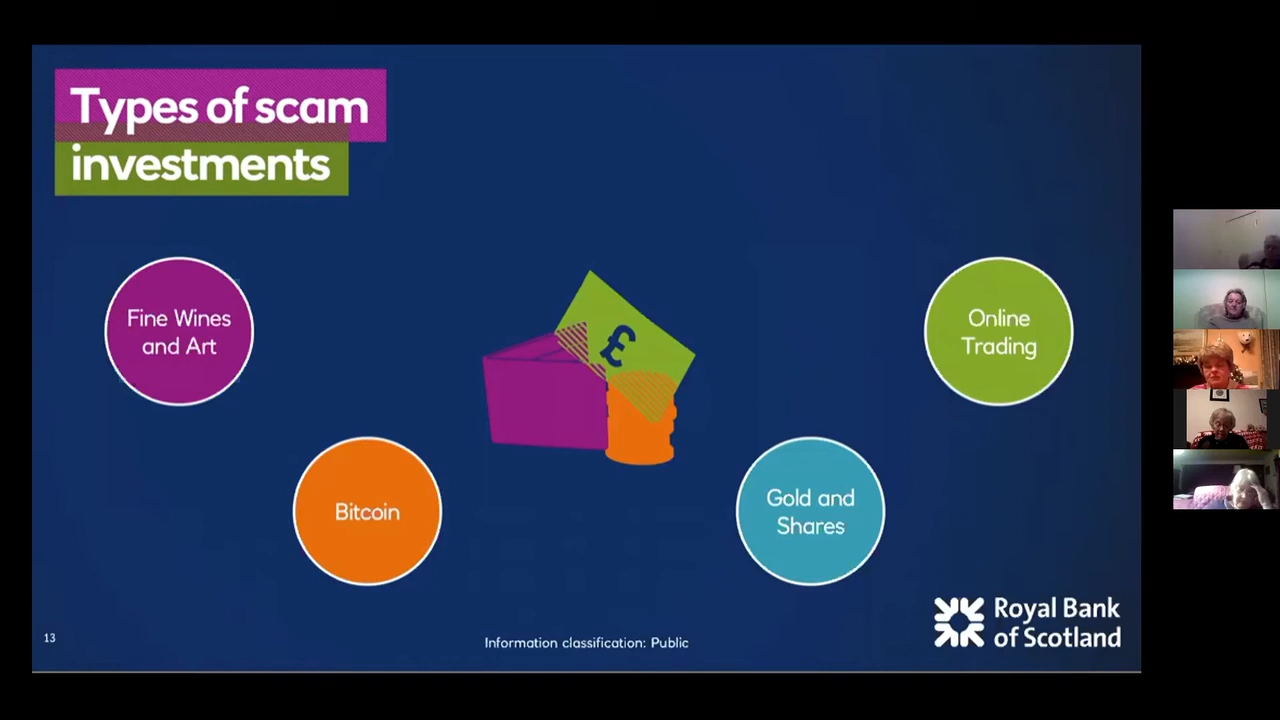 Types of scam
investments
Fine Wines
and Art
Bitcoin
£
Gold and
Shares
Online
Trading
13
Information classification: Public
Royal Bank
of Scotland